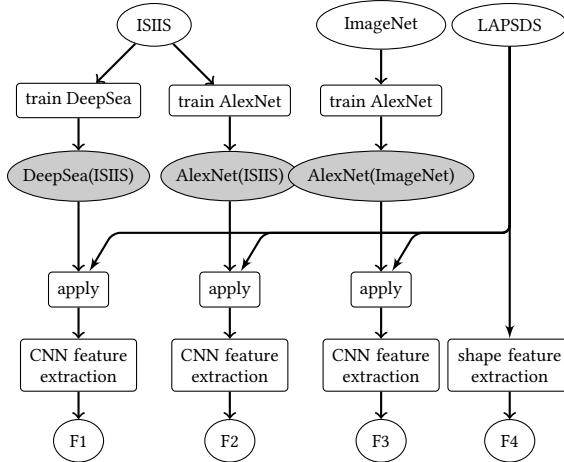 ISIIS
ImageNet
LAPSDS
train DeepSea
train AlexNet
train AlexNet
DeepSea(ISIIS)
AlexNet(ISIIS)
AlexNet(ImageNet)
apply
apply
apply
CNN feature
extraction
CNN feature
extraction
CNN feature
extraction
shape feature
extraction
F1
F2
F3
F4